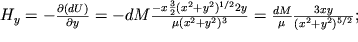 $H_y = -\frac{\partial(dU)}{\partial y} = -dM \frac{-x\frac{3}{2}(x^2+y^2)^{1/2}2y}{\mu(x^2+y^2)^3} = \frac{dM}{\mu} \frac{3xy}{(x^2+y^2)^{5/2}};$